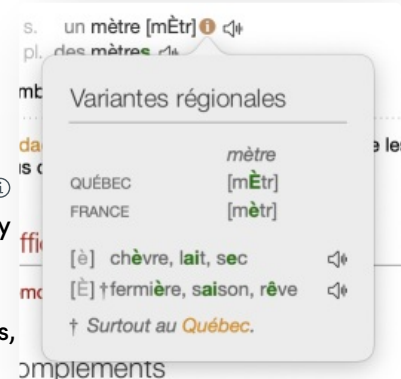 s. un mètre [mÈtr]
pl. des mètres
Variantes régionales
mètre
QUÉBEC [mÈtr]
FRANCE [mètr]
[è] chèvre, lait, sec
[È] †fermière, saison, rêve
† Surtout au Québec.
ompléments